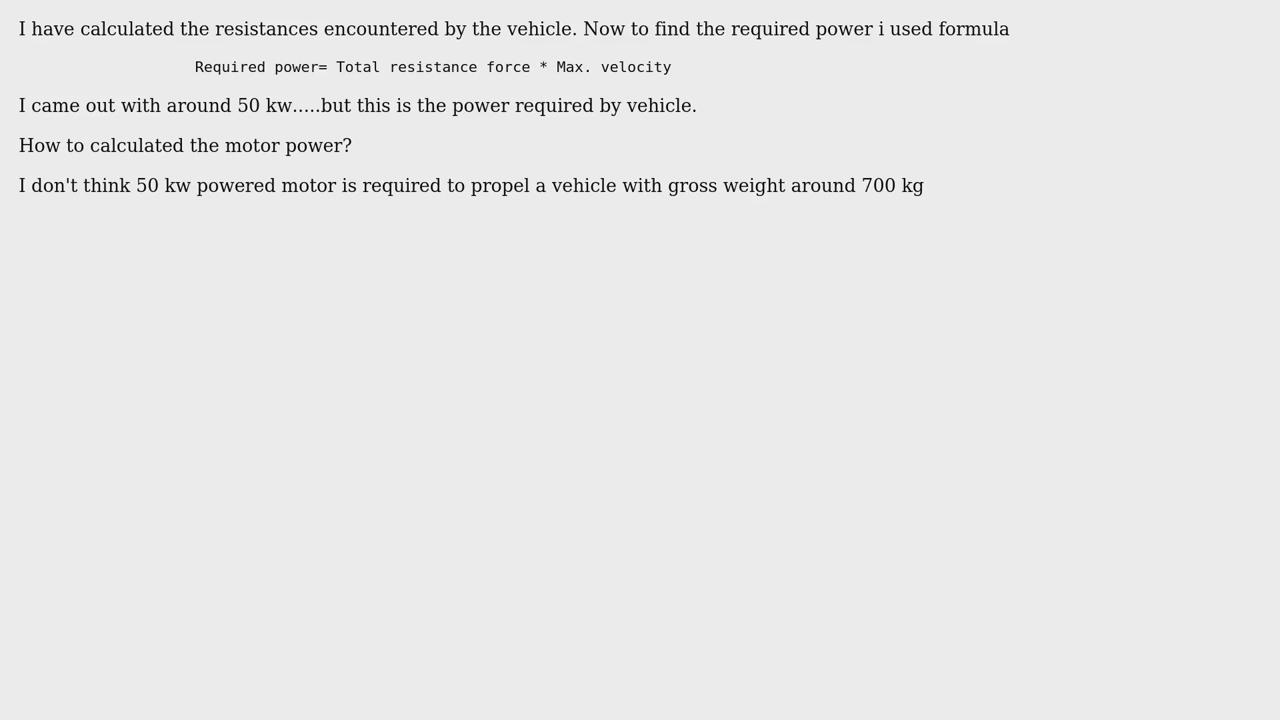 I have calculated the resistances encountered by the vehicle. Now to find the required power i used formula
Required power= Total resistance force * Max. velocity
I came out with around 50 kw.....but this is the power required by vehicle.
How to calculated the motor power?
I don't think 50 kw powered motor is required to propel a vehicle with gross weight around 700 kg